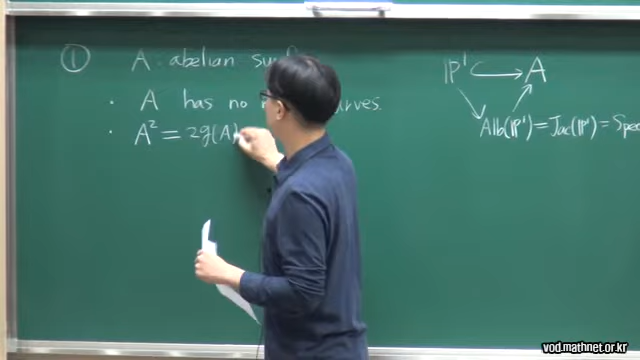 ① A : abelian
· A has no
· A² = 2g(A)
ℙ¹ ↪ A
Alb(ℙ¹) = Jac(ℙ¹) = Spec
vod.mathnet.or.kr